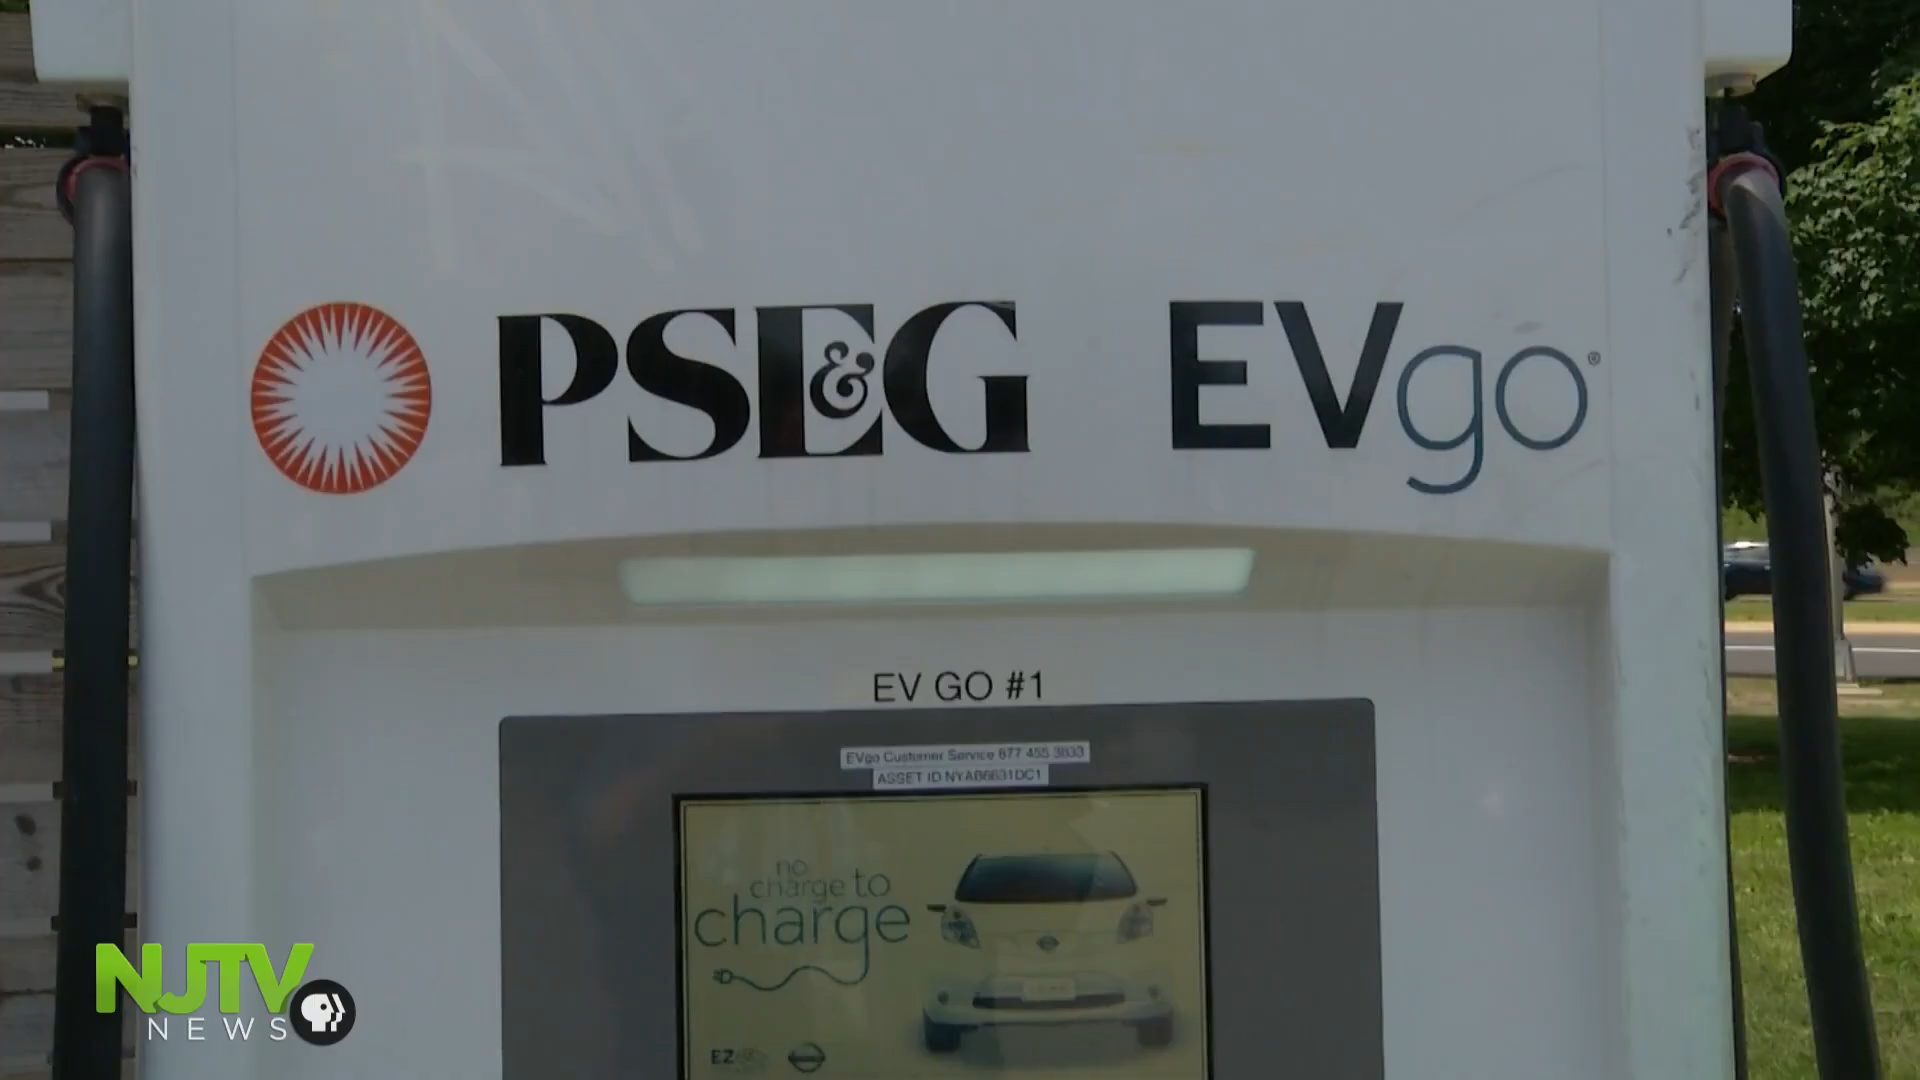 PSE&G EVgo®
EV GO #1
EVgo Customer Service 877 455 3833
ASSET ID NYAB6631DC1
no
charge to
charge
EZ
NJTV
NEWS